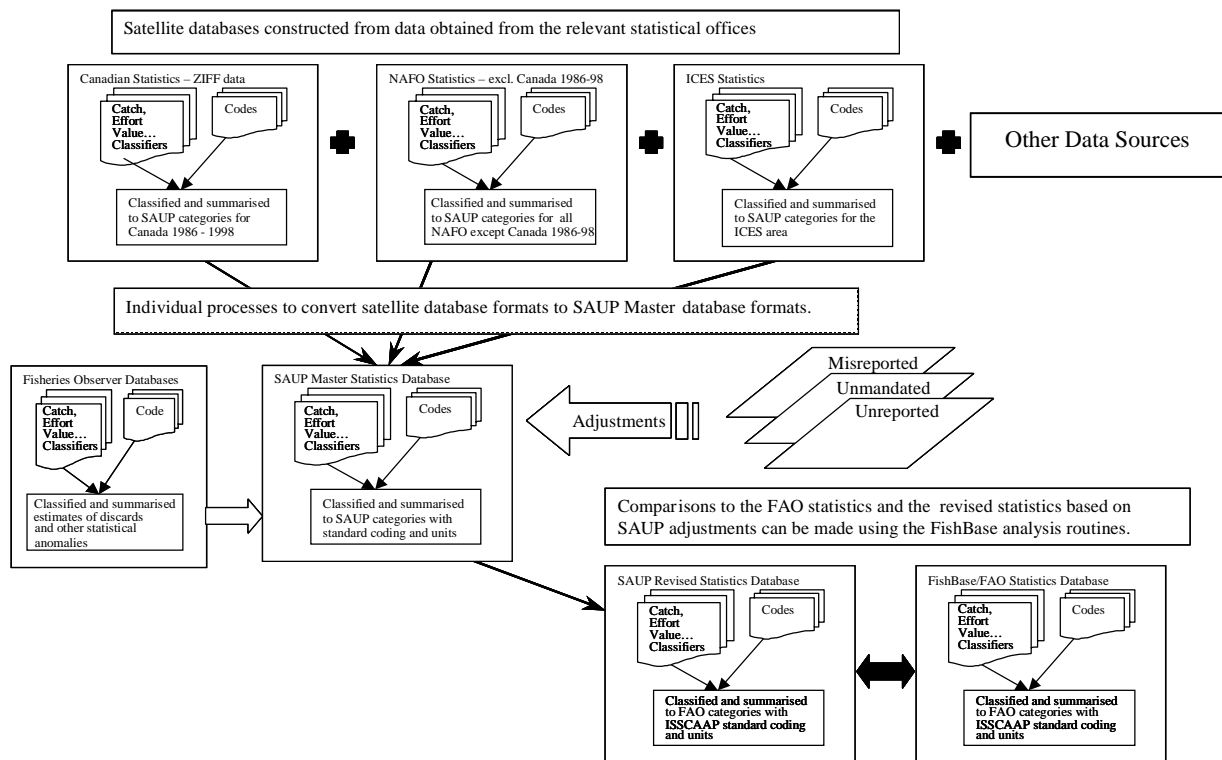 Satellite databases constructed from data obtained from the relevant statistical offices
Canadian Statistics – ZIFF data
Catch,
Effort
Value…
Classifiers
Codes
Classified and summarised
to SAUP categories for
Canada 1986 - 1998
NAFO Statistics – excl. Canada 1986-98
Catch,
Effort
Value…
Classifiers
Codes
Classified and summarised
to SAUP categories for all
NAFO except Canada 1986-98
ICES Statistics
Catch,
Effort
Value…
Classifiers
Codes
Classified and summarised
to SAUP categories for the
ICES area
Other Data Sources
Individual processes to convert satellite database formats to SAUP Master database formats.
Fisheries Observer Databases
Catch,
Effort
Value…
Classifiers
Code
Classified and summarised
estimates of discards
and other statistical
anomalies
SAUP Master Statistics Database
Catch,
Effort
Value…
Classifiers
Codes
Classified and summarised
to SAUP categories with
standard coding and units
Adjustments
Misreported
Unmandated
Unreported
Comparisons to the FAO statistics and the revised statistics based on
SAUP adjustments can be made using the FishBase analysis routines.
SAUP Revised Statistics Database
Catch,
Effort
Value…
Classifiers
Codes
Classified and summarised
to FAO categories with
ISSCAAP standard coding
and units
FishBase/FAO Statistics Database
Catch,
Effort
Value…
Classifiers
Codes
Classified and summarised
to FAO categories with
ISSCAAP standard coding
and units